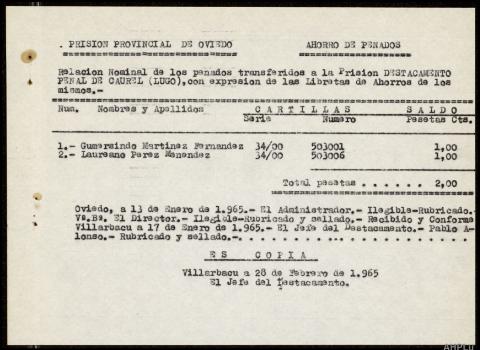 . PRISION PROVINCIAL DE OVIEDO AHORRO DE PENADOS
Relacion Nominal de los penados transferidos a la Prision DESTACAMENTO
PENAL DE CAUREL (LUGO),con expresion de las Libretas de Ahorros de los
mismos.-
Num. Nombres y Apellidos C A R T I L L A S S A L D O
Serie Numero Pesetas Cts.
1.- Gumersindo Martinez Fernandez 34/00 503001 1,00
2.- Laureano Perez Menendez 34/00 503006 1,00
Total pesetas . . . . . . 2,00
Oviedo, a 13 de Enero de 1.965.- El Administrador.- Ilegible-Rubricado.-
Vº.Bº. El Director.- Ilegible-Rubricado y sellado.- Recibido y Conforme
Villarbacu a 17 de Enero de 1.965.- El Jefe del Destacamento.- Pablo A-
lonso.- Rubricado y sellado.-. . . . . . . . . . . . . . . . . . . . .
E S C O P I A
Villarbacu a 28 de Febrero de 1.965
El Jefe del Destacamento.
AHPLU